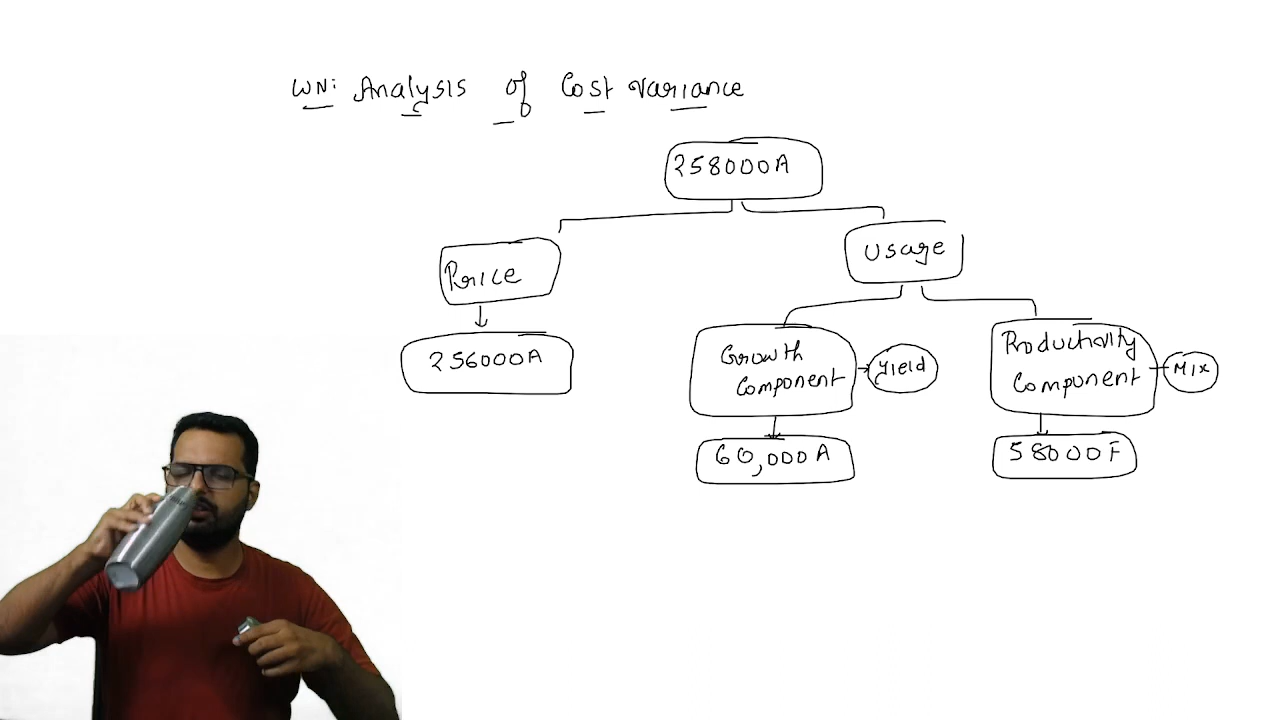 WN: Analysis of Cost Variance
258000A
Price
Usage
256000A
Growth
Component
Yield
Productivity
Component
Mix
60,000A
58000F